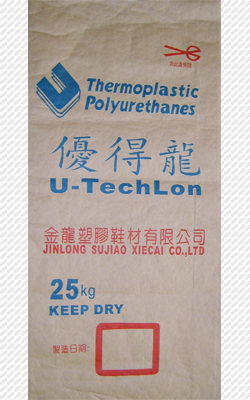 Thermoplastic
Polyurethanes
優得龍
U-TechLon
金龍塑膠鞋材有限公司
JINLONG SUJIAO XIECAI CO.,LTD
25kg
KEEP DRY
製造日期: